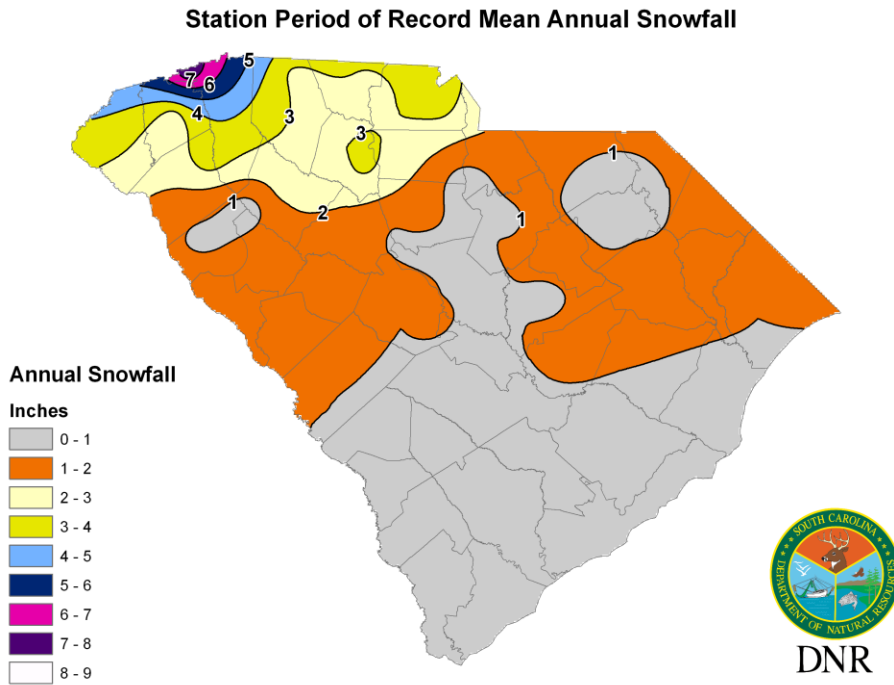 Station Period of Record Mean Annual Snowfall
5
7
6
4
3
3
1
1
2
1
Annual Snowfall
Inches
0 - 1
1 - 2
2 - 3
3 - 4
4 - 5
5 - 6
6 - 7
7 - 8
8 - 9
SOUTH CAROLINA
DEPARTMENT OF NATURAL RESOURCES
DNR